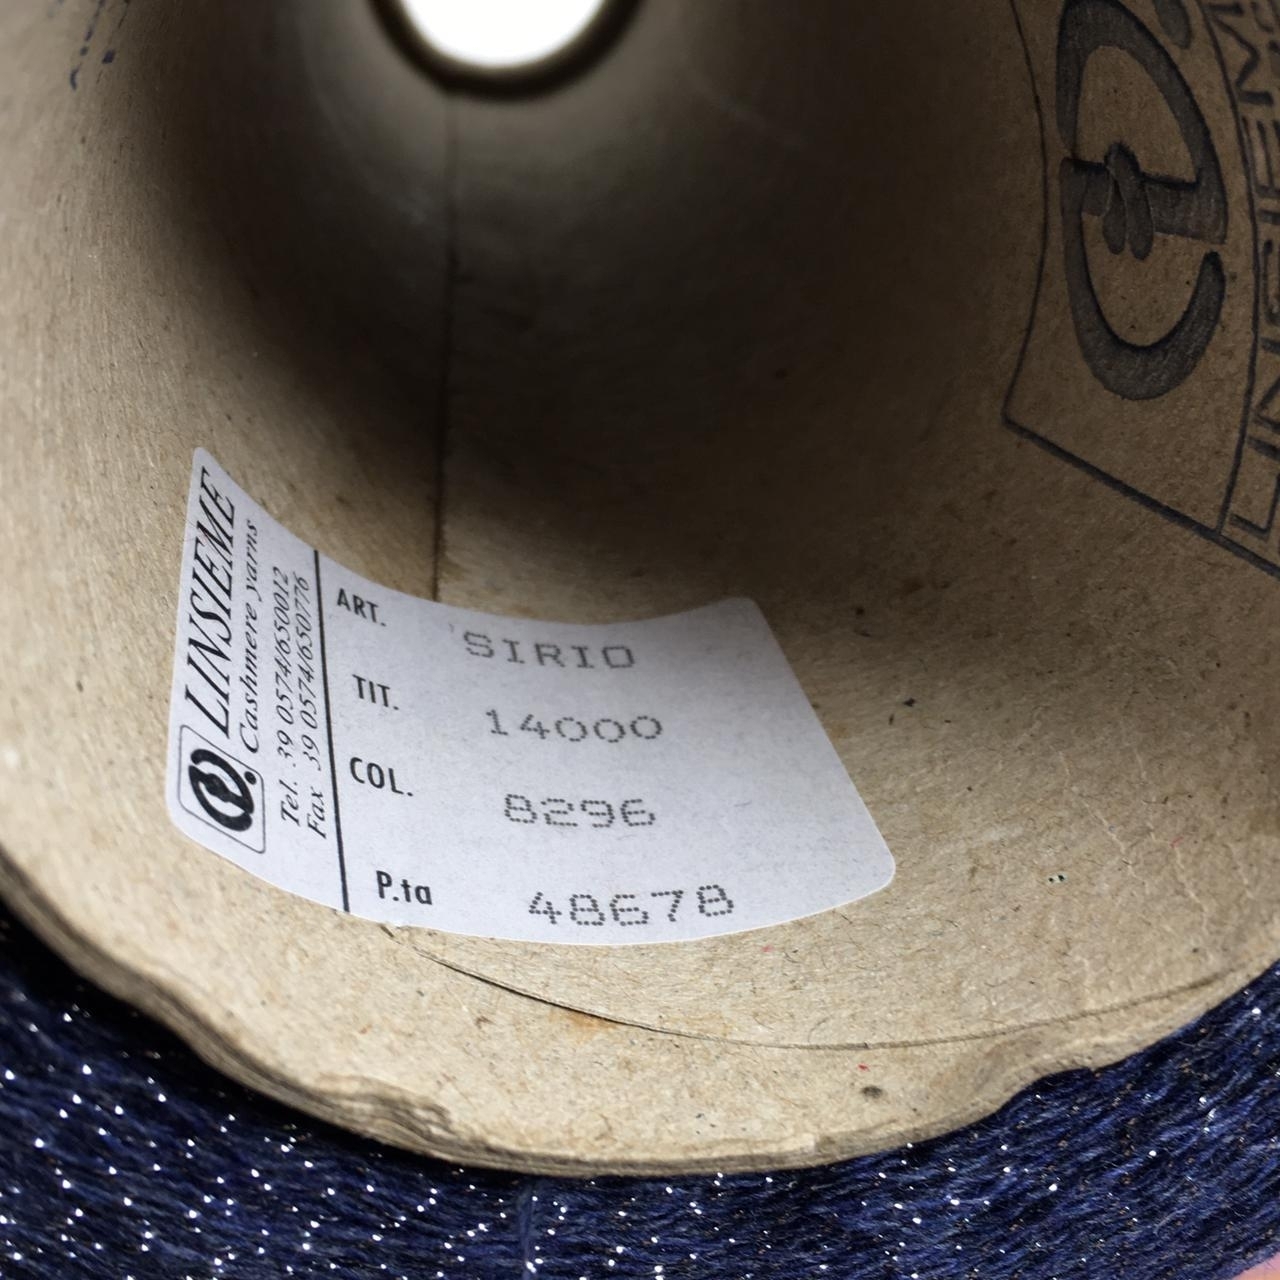 LINSIEME
Cashmere yarns
Tel. 39 0574/650012
Fax 39 0574/650776
ART. SIRIO
TIT. 14000
COL. 8296
P.ta 48678
LINSIEM